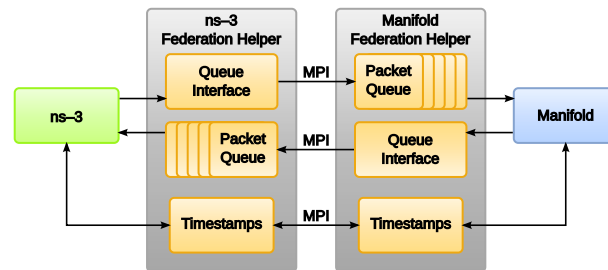 ns–3
Federation Helper
Manifold
Federation Helper
Queue
Interface
MPI
Packet
Queue
ns–3
Manifold
Packet
Queue
MPI
Queue
Interface
Timestamps
MPI
Timestamps